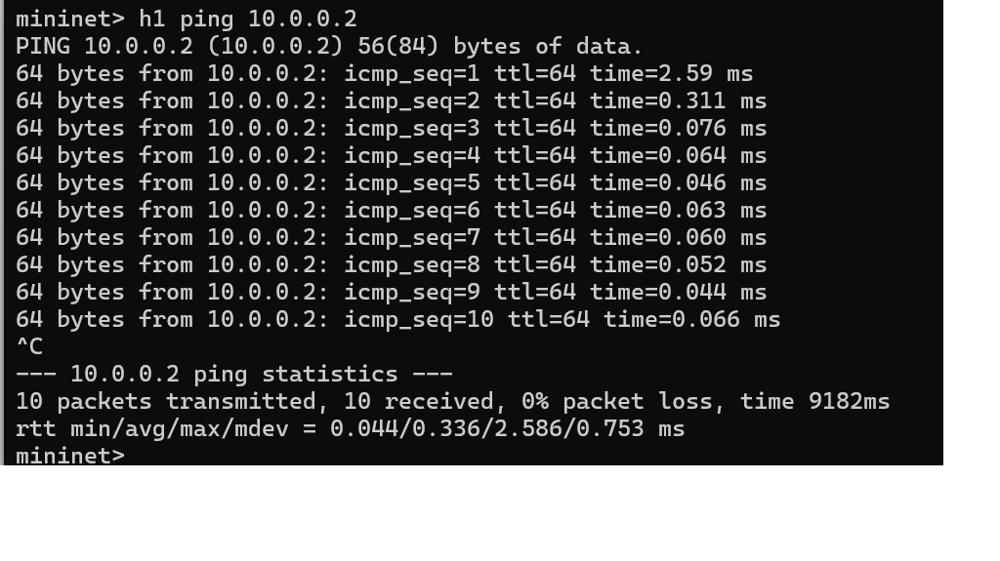 mininet> h1 ping 10.0.0.2
PING 10.0.0.2 (10.0.0.2) 56(84) bytes of data.
64 bytes from 10.0.0.2: icmp_seq=1 ttl=64 time=2.59 ms
64 bytes from 10.0.0.2: icmp_seq=2 ttl=64 time=0.311 ms
64 bytes from 10.0.0.2: icmp_seq=3 ttl=64 time=0.076 ms
64 bytes from 10.0.0.2: icmp_seq=4 ttl=64 time=0.064 ms
64 bytes from 10.0.0.2: icmp_seq=5 ttl=64 time=0.046 ms
64 bytes from 10.0.0.2: icmp_seq=6 ttl=64 time=0.063 ms
64 bytes from 10.0.0.2: icmp_seq=7 ttl=64 time=0.060 ms
64 bytes from 10.0.0.2: icmp_seq=8 ttl=64 time=0.052 ms
64 bytes from 10.0.0.2: icmp_seq=9 ttl=64 time=0.044 ms
64 bytes from 10.0.0.2: icmp_seq=10 ttl=64 time=0.066 ms
^C
--- 10.0.0.2 ping statistics ---
10 packets transmitted, 10 received, 0% packet loss, time 9182ms
rtt min/avg/max/mdev = 0.044/0.336/2.586/0.753 ms
mininet>